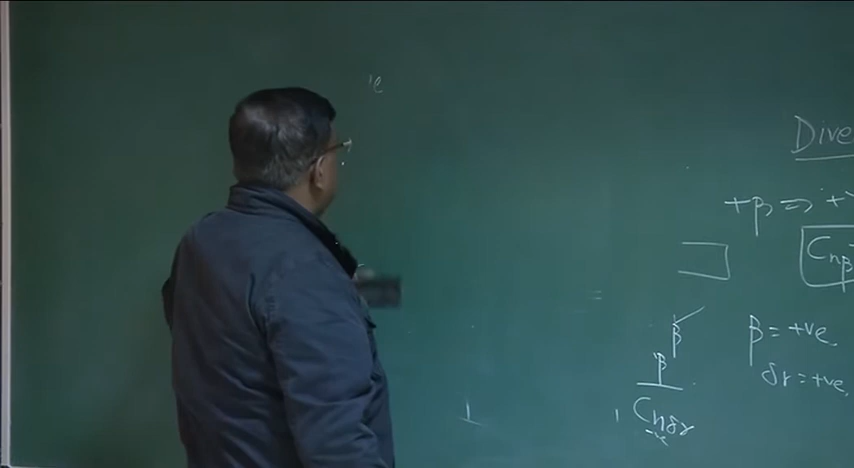 Dive
+β ⇒ +v
Cnβ
β = +ve
δr = +ve,
β
β
Cnδr
-ve